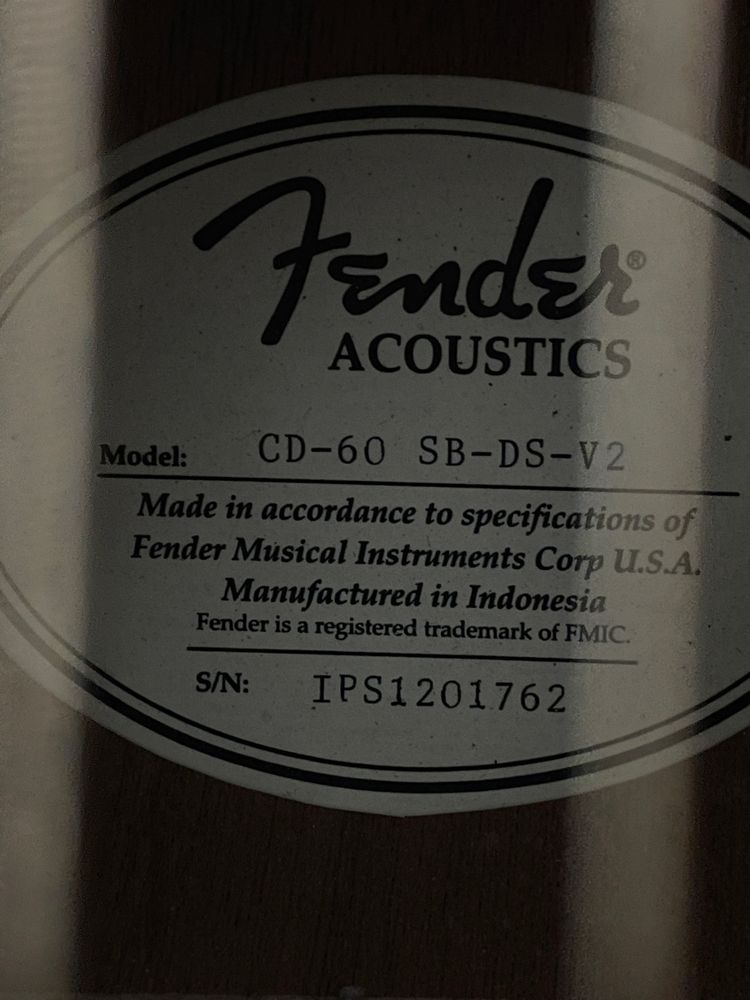 Fender®
ACOUSTICS
Model: CD-60 SB-DS-V2
Made in accordance to specifications of
Fender Musical Instruments Corp U.S.A.
Manufactured in Indonesia
Fender is a registered trademark of FMIC.
S/N: IPS1201762